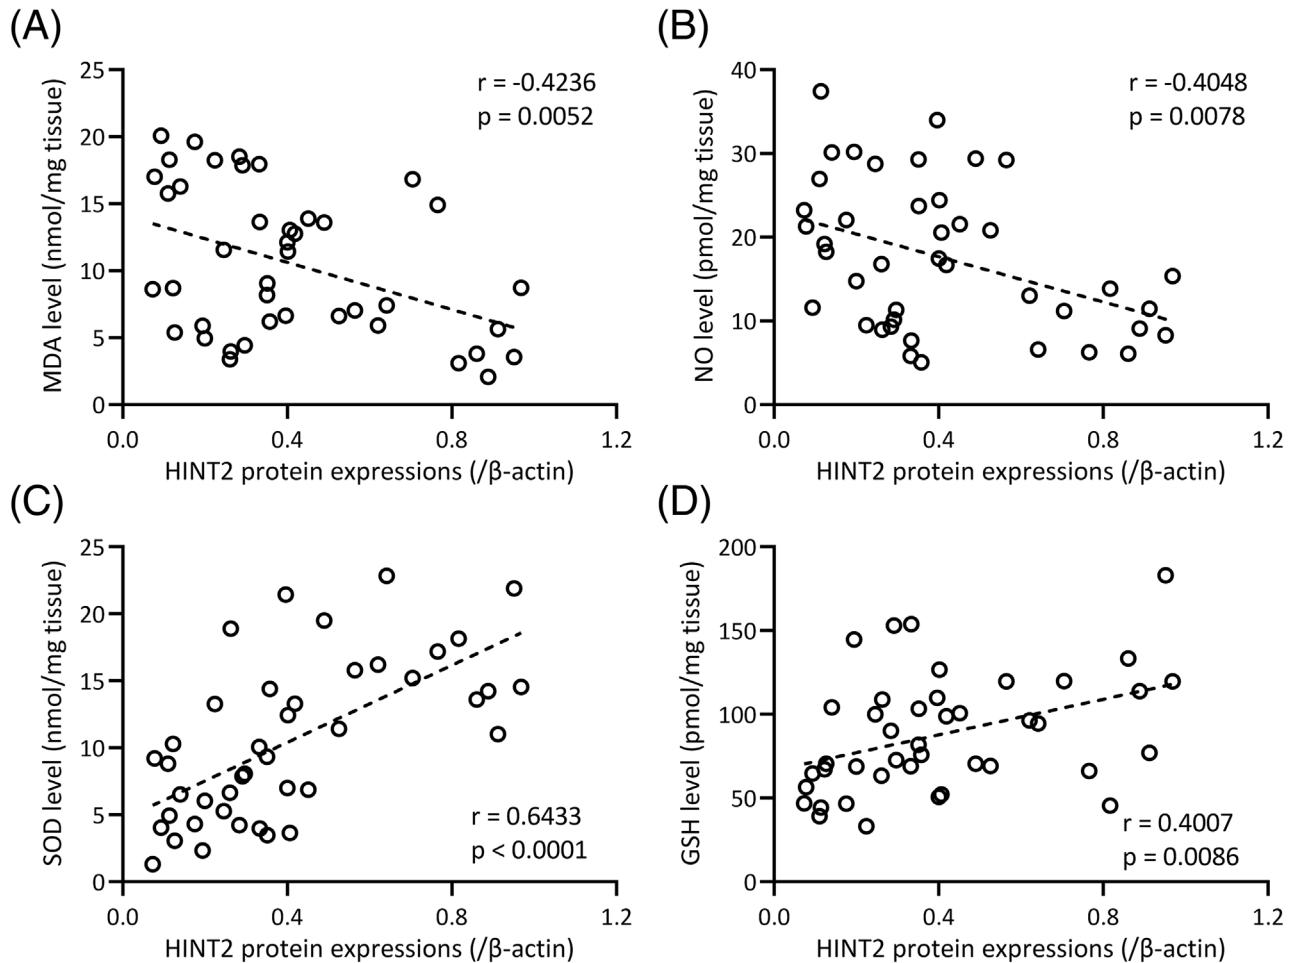 (A)
r = -0.4236
p = 0.0052
MDA level (nmol/mg tissue)
25
20
15
10
5
0
0.0 0.4 0.8 1.2
HINT2 protein expressions (/β-actin)
(B)
r = -0.4048
p = 0.0078
NO level (pmol/mg tissue)
40
30
20
10
0
0.0 0.4 0.8 1.2
HINT2 protein expressions (/β-actin)
(C)
SOD level (nmol/mg tissue)
25
20
15
10
5
0
r = 0.6433
p < 0.0001
0.0 0.4 0.8 1.2
HINT2 protein expressions (/β-actin)
(D)
GSH level (pmol/mg tissue)
200
150
100
50
0
r = 0.4007
p = 0.0086
0.0 0.4 0.8 1.2
HINT2 protein expressions (/β-actin)